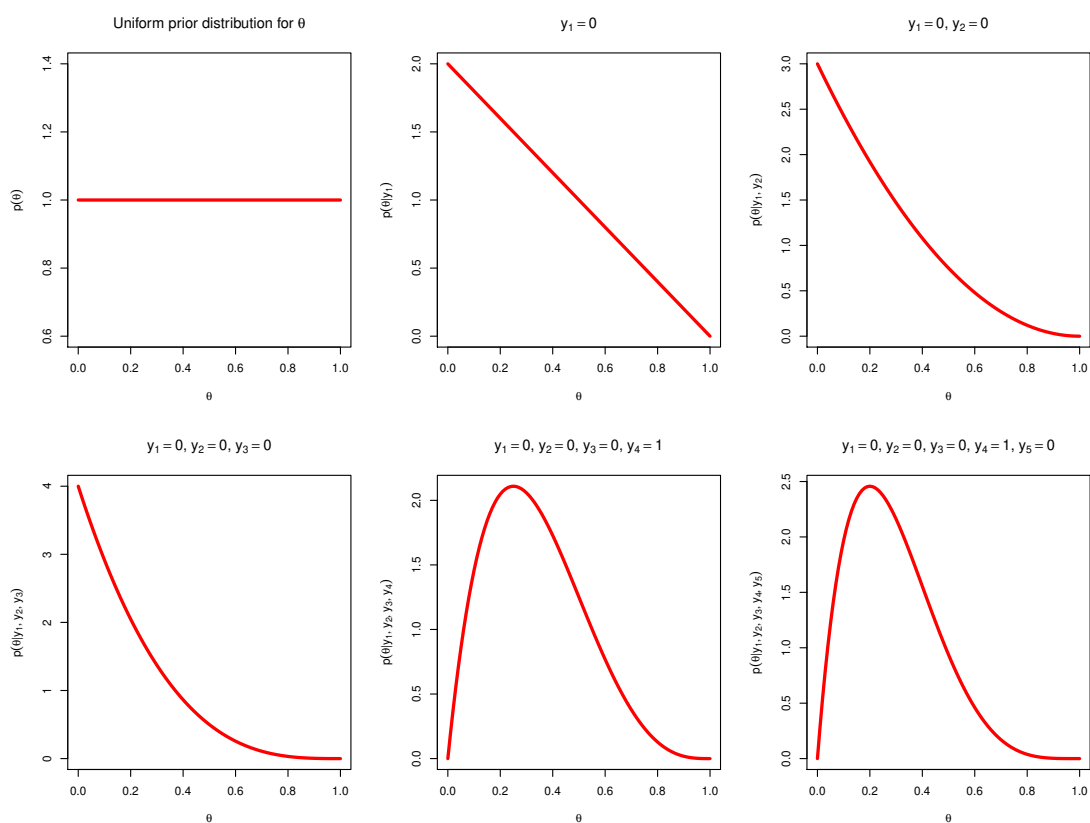 Uniform prior distribution for θ
p(θ)
1.4
1.2
1.0
0.8
0.6
0.0 0.2 0.4 0.6 0.8 1.0
θ
y₁ = 0
p(θ|y₁)
2.0
1.5
1.0
0.5
0.0
0.0 0.2 0.4 0.6 0.8 1.0
θ
y₁ = 0, y₂ = 0
p(θ|y₁, y₂)
3.0
2.5
2.0
1.5
1.0
0.5
0.0
0.0 0.2 0.4 0.6 0.8 1.0
θ
y₁ = 0, y₂ = 0, y₃ = 0
p(θ|y₁, y₂, y₃)
4
3
2
1
0
0.0 0.2 0.4 0.6 0.8 1.0
θ
y₁ = 0, y₂ = 0, y₃ = 0, y₄ = 1
p(θ|y₁, y₂, y₃, y₄)
2.0
1.5
1.0
0.5
0.0
0.0 0.2 0.4 0.6 0.8 1.0
θ
y₁ = 0, y₂ = 0, y₃ = 0, y₄ = 1, y₅ = 0
p(θ|y₁, y₂, y₃, y₄, y₅)
2.5
2.0
1.5
1.0
0.5
0.0
0.0 0.2 0.4 0.6 0.8 1.0
θ